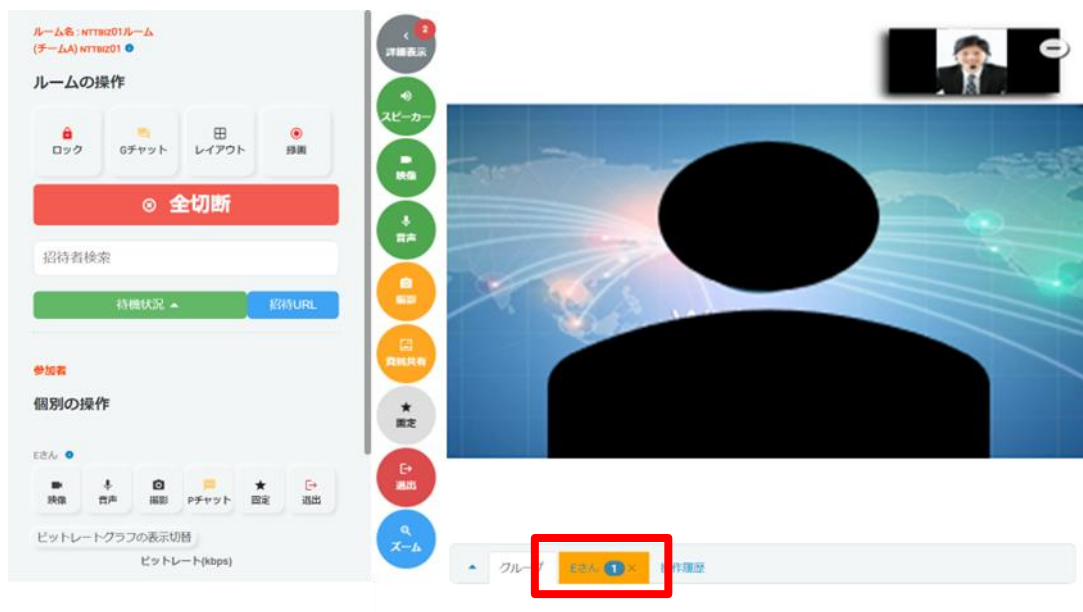 ルーム名 : NTTBIZ01ルーム
(チームA) NTTBIZ01
ルームの操作
ロック
Gチャット
レイアウト
録画
全切断
招待者検索
待機状況
招待URL
参加者
個別の操作
Eさん
映像
音声
撮影
Pチャット
固定
退出
ビットレートグラフの表示切替
ビットレート(kbps)
2
詳細表示
スピーカー
映像
音声
撮影
資料共有
固定
退出
ズーム
グループ
Eさん 1 ×
作履歴